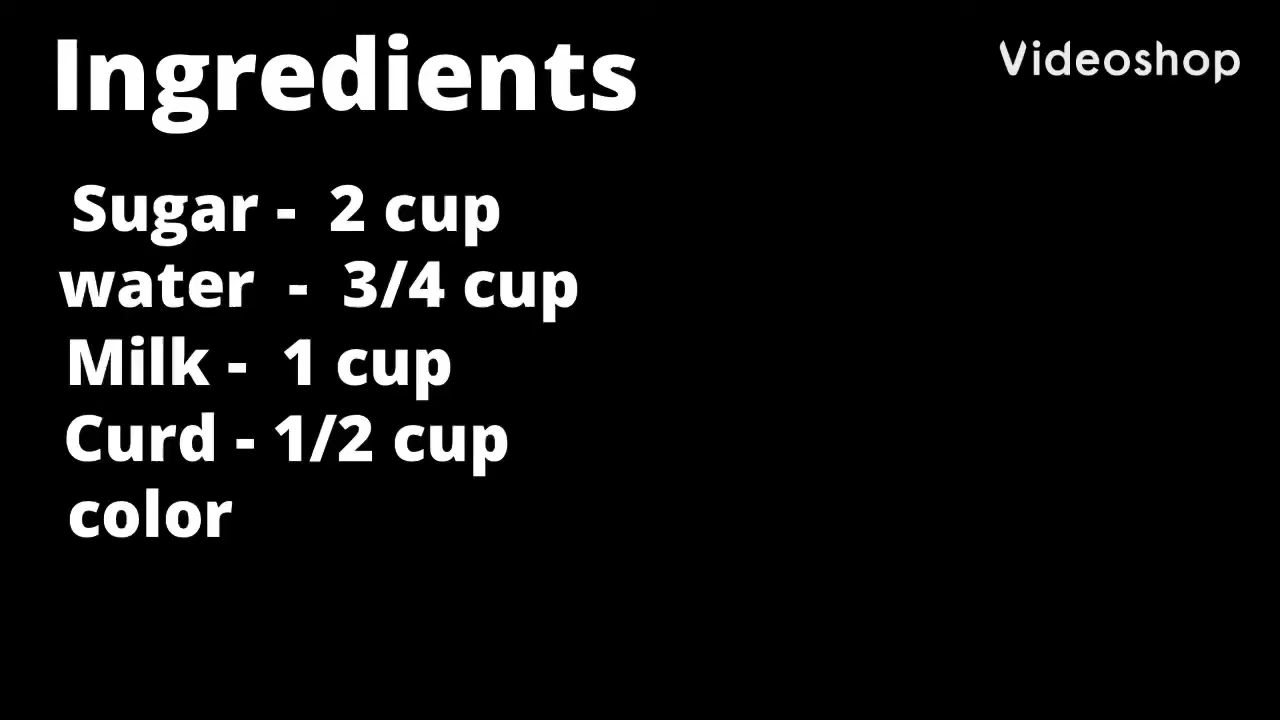 Ingredients
Videoshop
Sugar - 2 cup
water - 3/4 cup
Milk - 1 cup
Curd - 1/2 cup
color